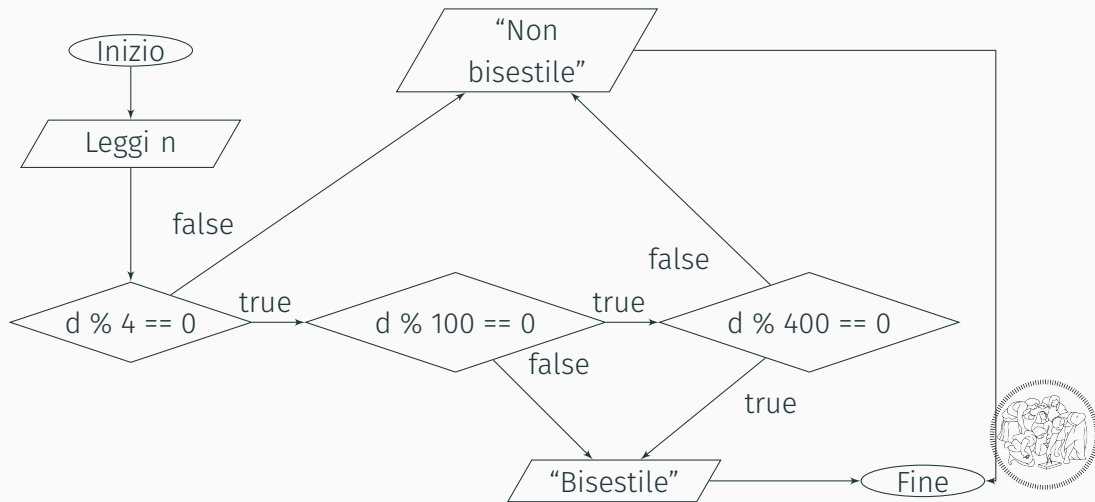 Inizio
“Non
bisestile”
Leggi n
false
false
d % 4 == 0
true
d % 100 == 0
true
d % 400 == 0
false
true
“Bisestile”
Fine